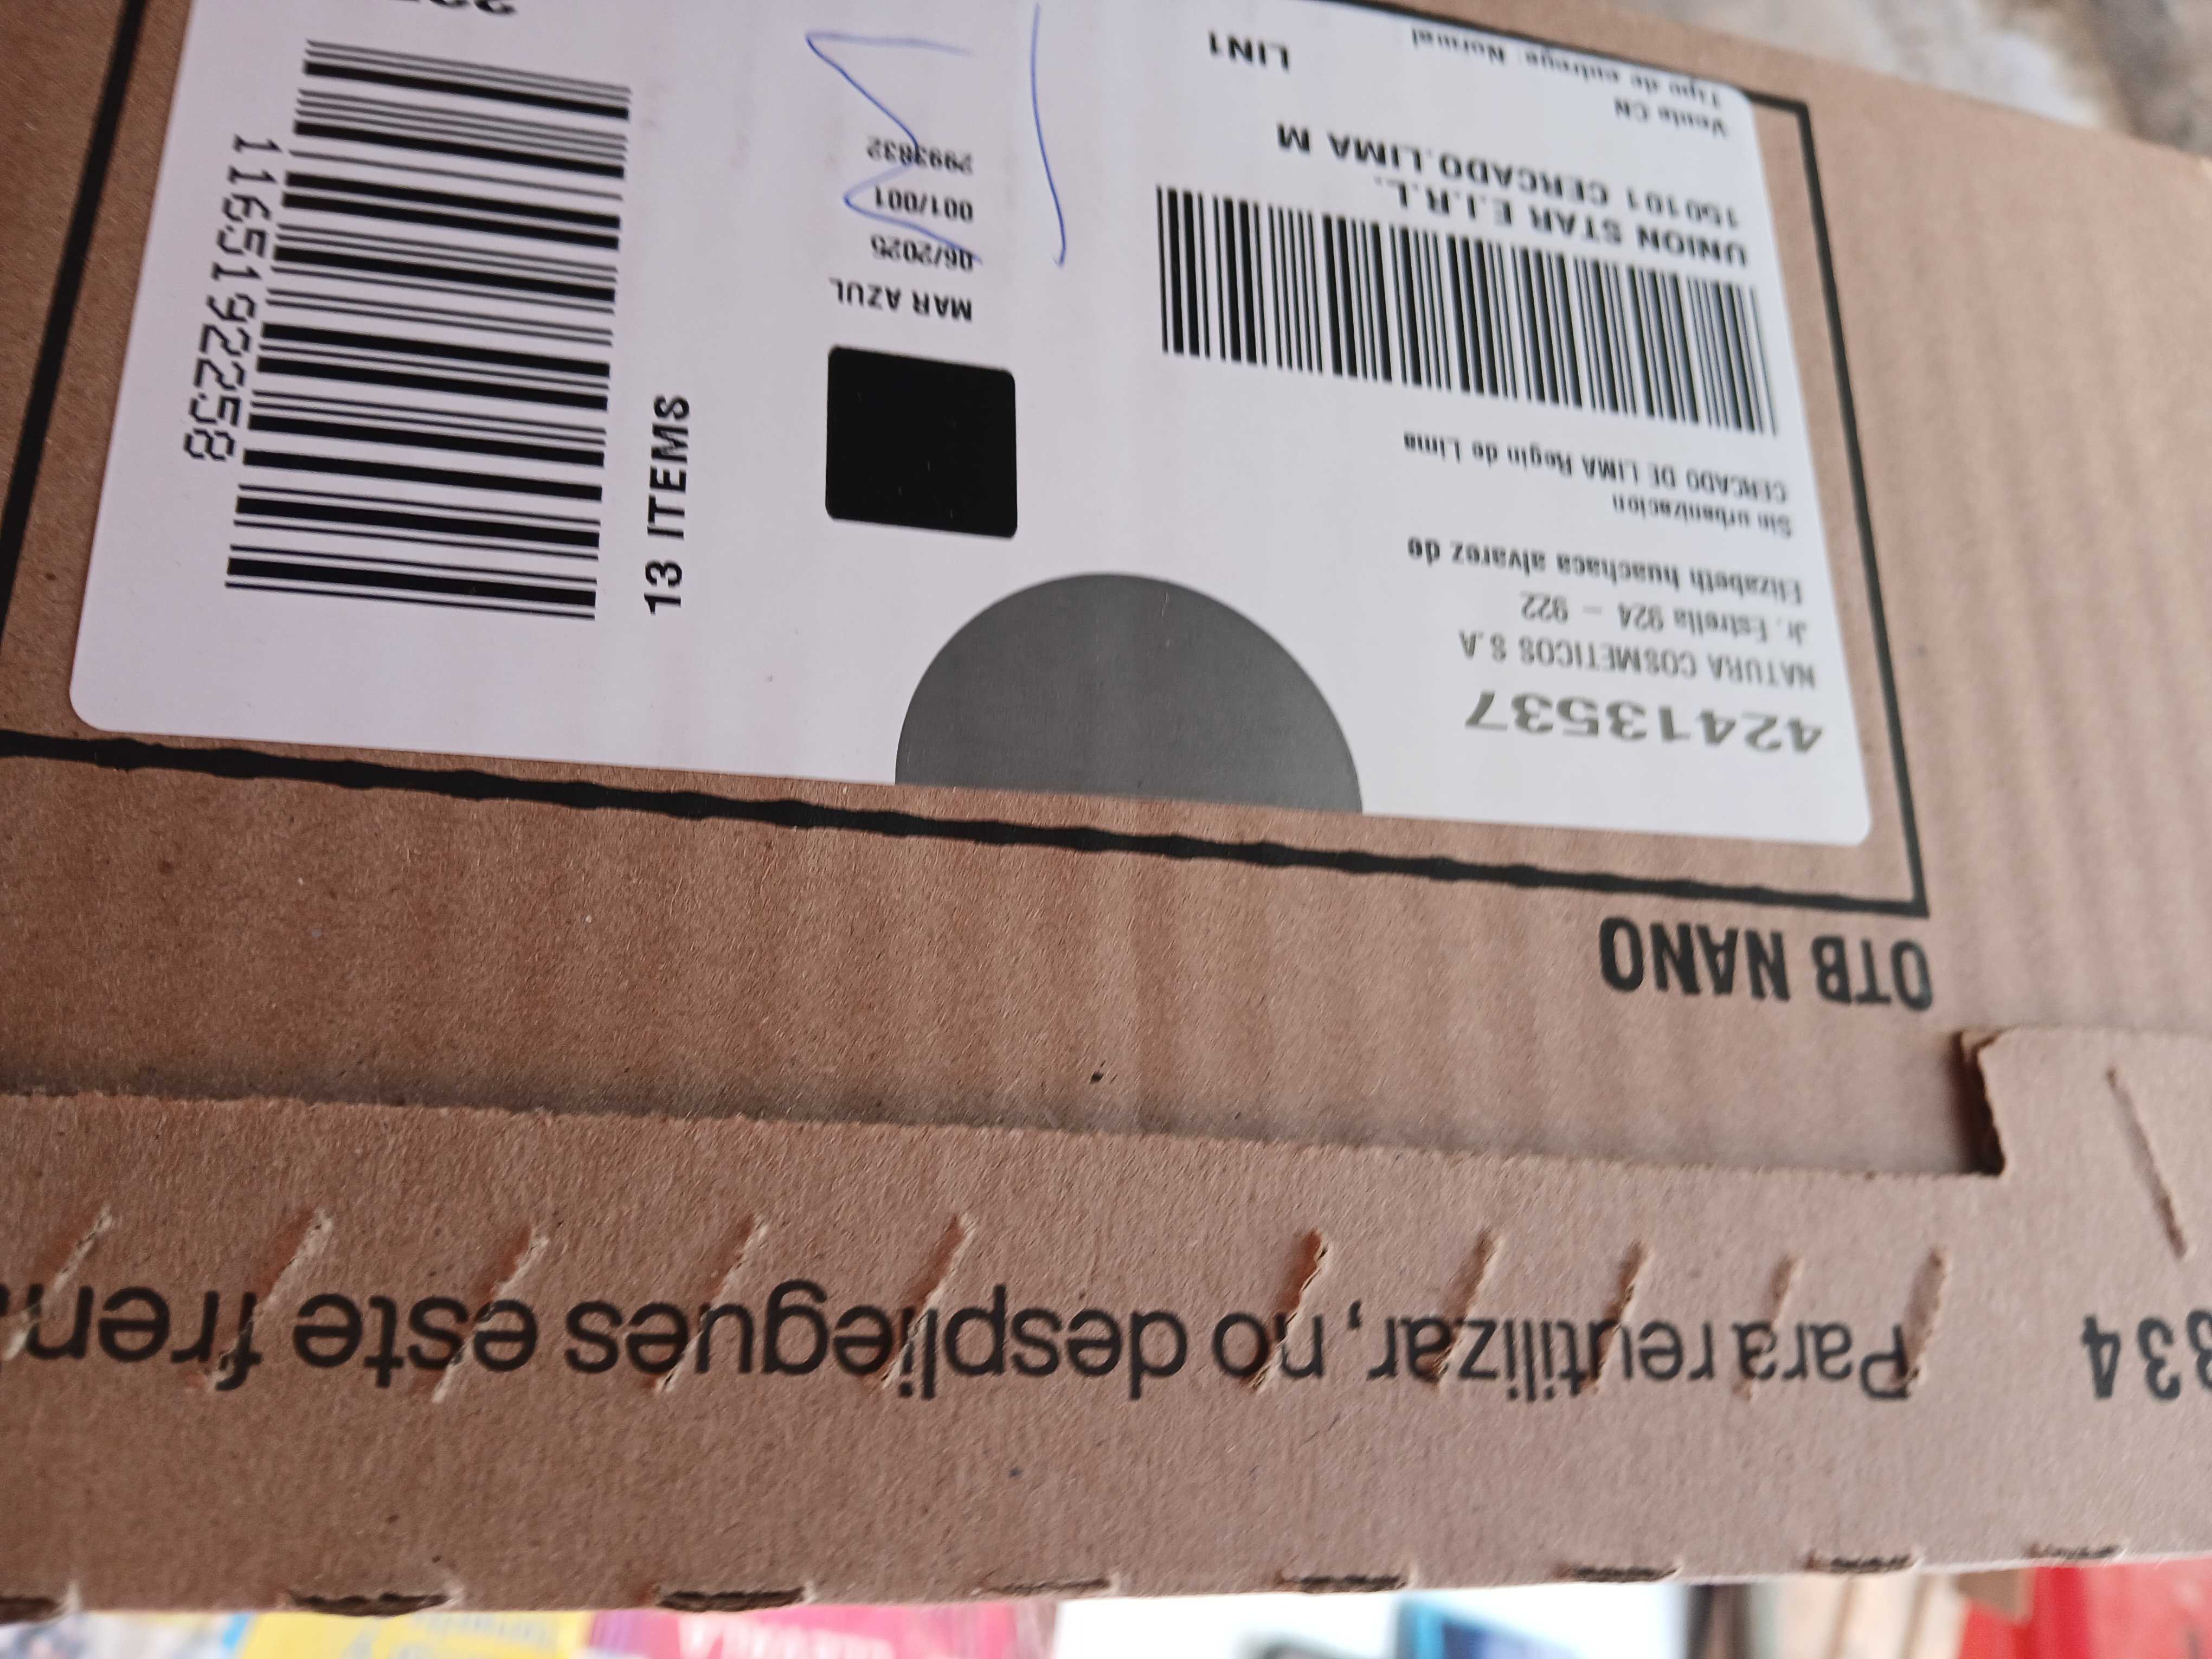 42413537
NATURA COSMETICOS S.A
Jr. Estrella 924 - 922
Elizabeth huachaca alvarez de
Sin urbanizacion
CERCADO DE LIMA Regin de Lima
UNION STAR E.I.R.L.
150101 CERCADO.LIMA M
Vente CN
Tipo de entrega: Normal
LIN1
MAR AZUL
06/2025
001/001
2993832
13 ITEMS
1165192258
OTB NANO
Para reutilizar, no despliegues este fren
334